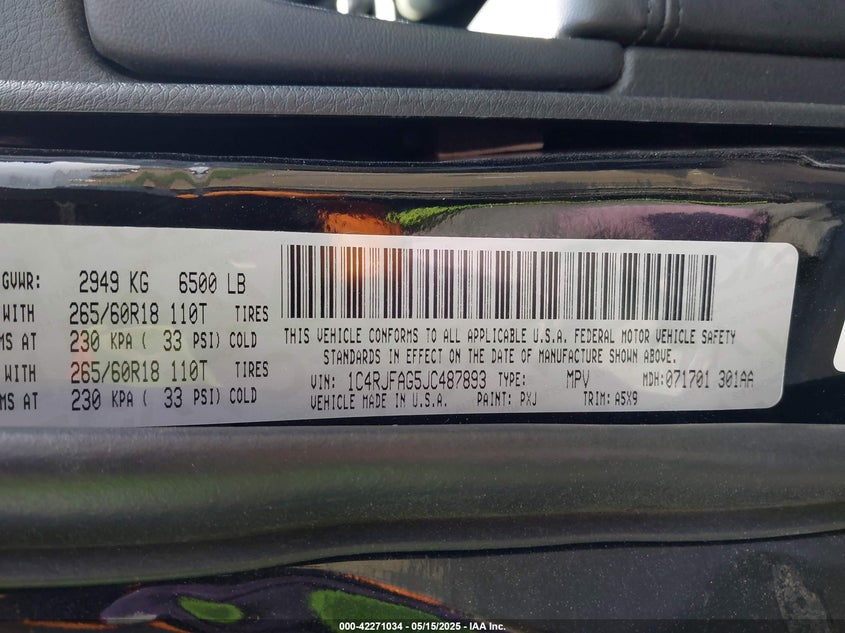 GVWR: 2949 KG 6500 LB
WITH 265/60R18 110T TIRES
MS AT 230 KPA ( 33 PSI) COLD
WITH 265/60R18 110T TIRES
MS AT 230 KPA ( 33 PSI) COLD
THIS VEHICLE CONFORMS TO ALL APPLICABLE U.S.A. FEDERAL MOTOR VEHICLE SAFETY
STANDARDS IN EFFECT ON THE DATE OF MANUFACTURE SHOWN ABOVE.
VIN: 1C4RJFAG5JC487893 TYPE: MPV MDH: 071701 301AA
VEHICLE MADE IN U.S.A. PAINT: PXJ TRIM: A5X9
000-42271034 — 05/15/2025 — IAA Inc.